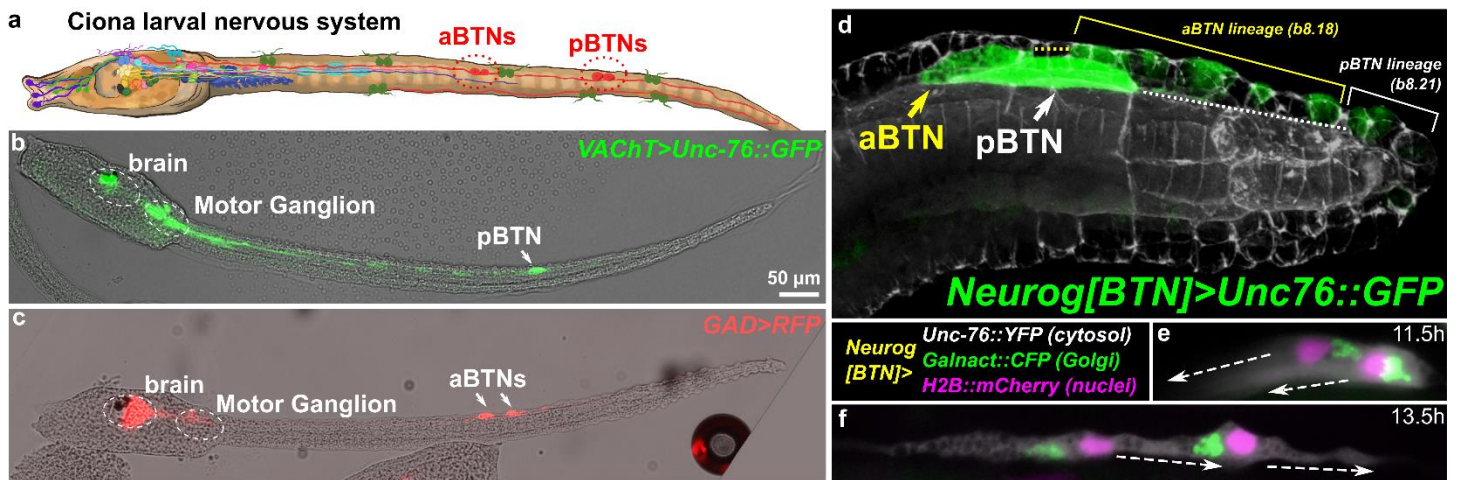 a
Ciona larval nervous system
aBTNs
pBTNs
b
VAChT>Unc-76::GFP
brain
Motor Ganglion
pBTN
50 µm
c
GAD>RFP
brain
Motor Ganglion
aBTNs
d
aBTN lineage (b8.18)
pBTN lineage
(b8.21)
aBTN
pBTN
Neurog[BTN]>Unc76::GFP
Neurog
[BTN]>
Unc-76::YFP (cytosol)
Galnact::CFP (Golgi)
H2B::mCherry (nuclei)
e
11.5h
f
13.5h